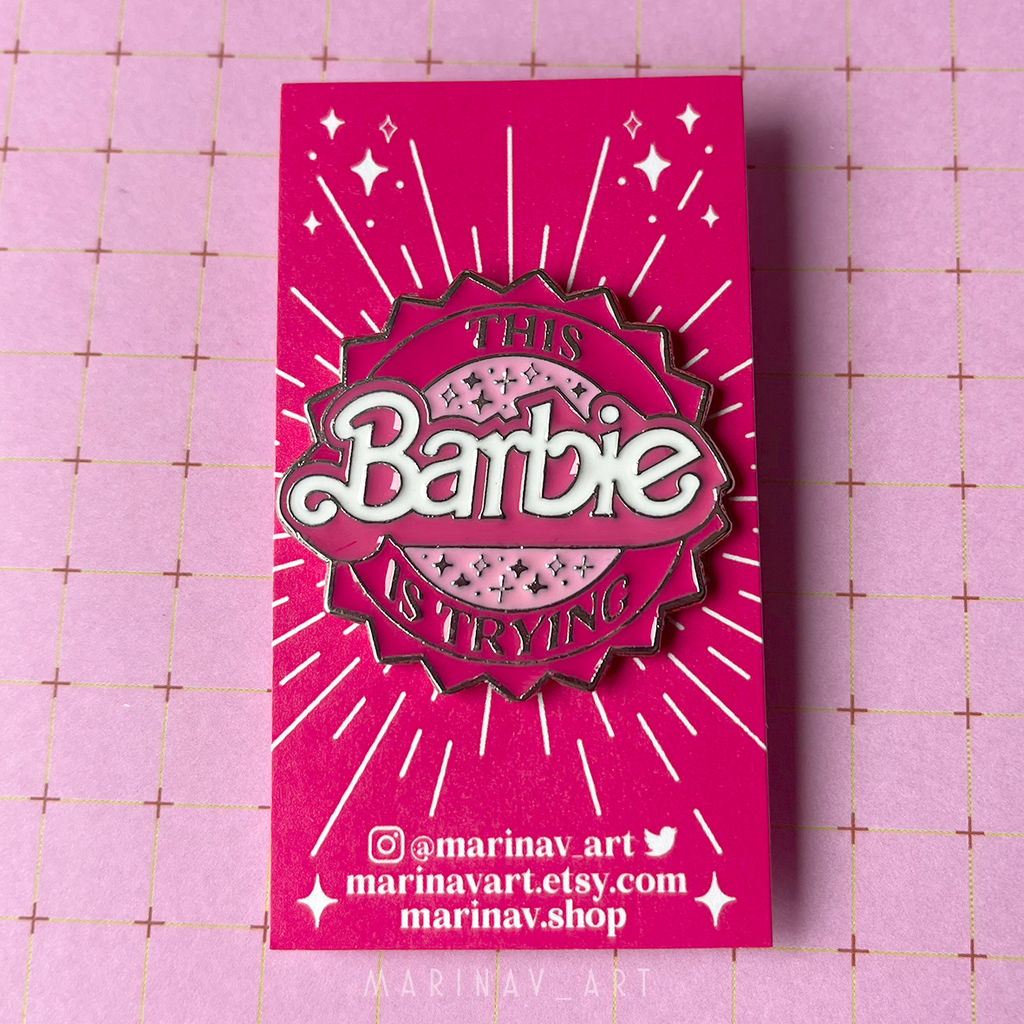 THIS
Barbie
IS TRYING
@marinav_art
marinavart.etsy.com
marinav.shop
MARINAV_ART